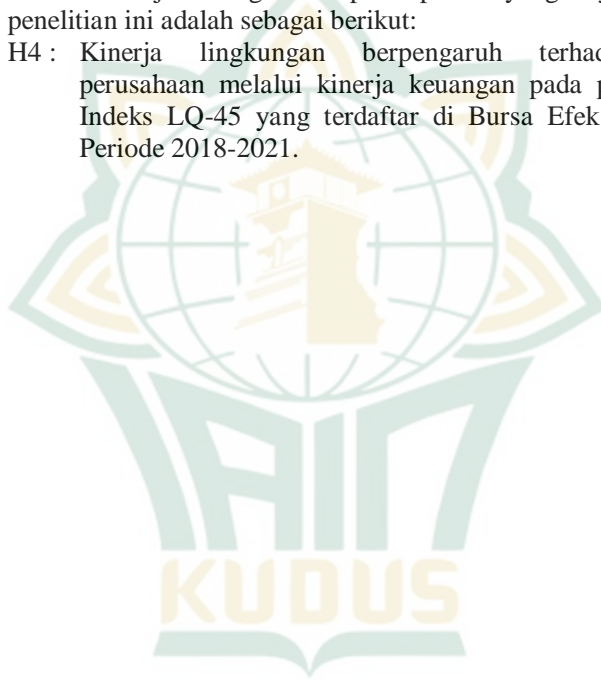 penelitian ini adalah sebagai berikut:
H4 : Kinerja lingkungan berpengaruh
perusahaan melalui kinerja keuangan pada
Indeks LQ-45 yang terdaftar di Bursa Efek
Periode 2018-2021.
IAIN
KUDUS